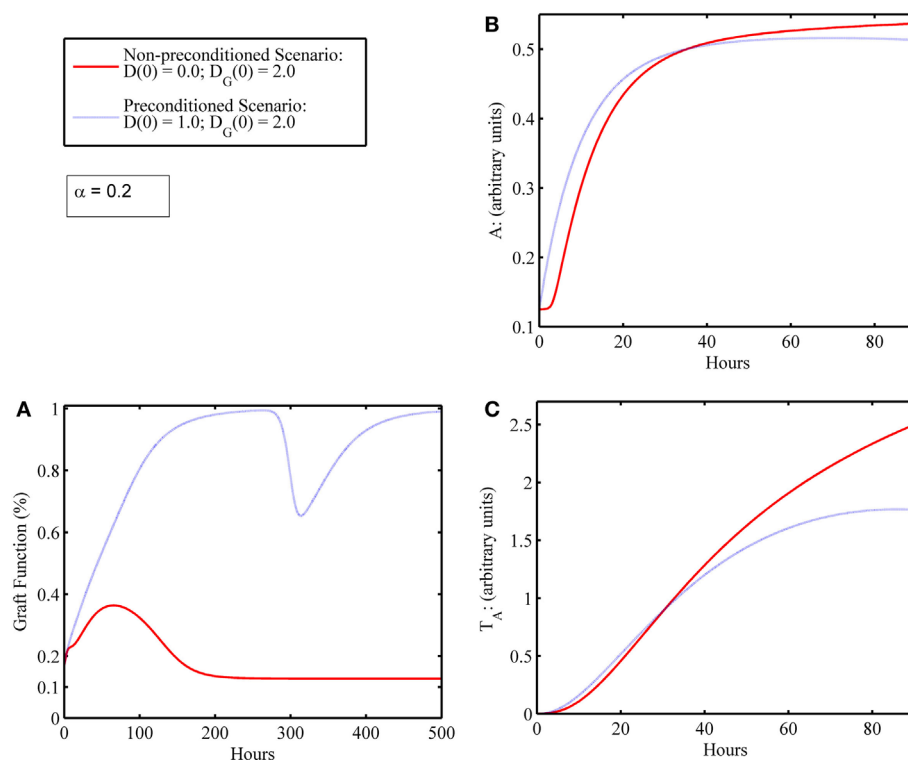 Non-preconditioned Scenario:
D(0) = 0.0; D_G(0) = 2.0
Preconditioned Scenario:
D(0) = 1.0; D_G(0) = 2.0
α = 0.2
B
A: (arbitrary units)
0.5
0.4
0.3
0.2
0.1
0 20 40 60 80
Hours
A
Graft Function (%)
1
0.8
0.6
0.4
0.2
0.1
0
0 100 200 300 400 500
Hours
C
T_A: (arbitrary units)
2.5
2
1.5
1
0.5
0
0 20 40 60 80
Hours